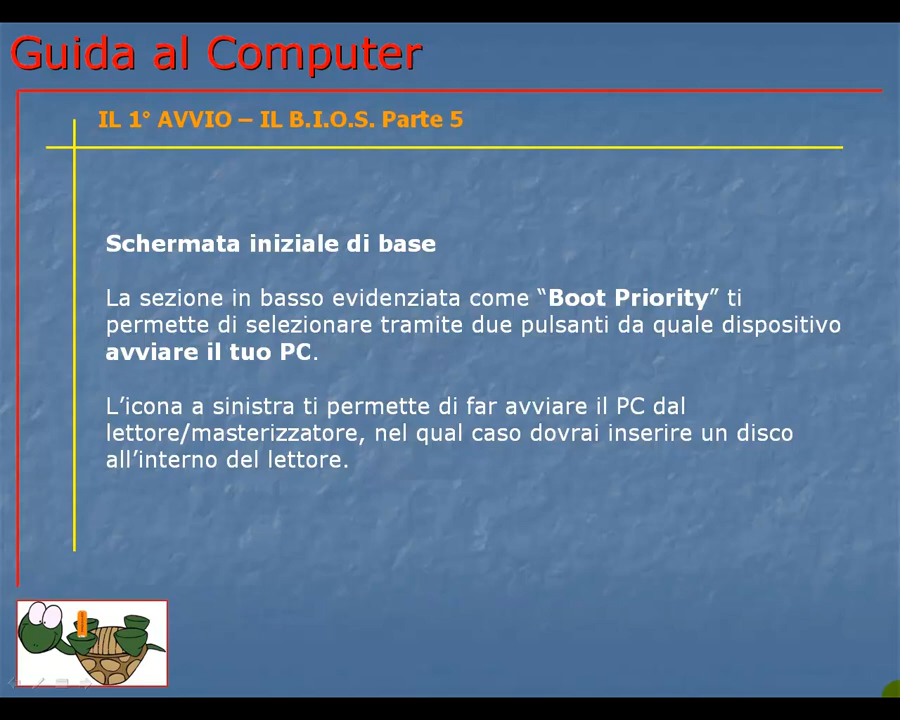 Guida al Computer
IL 1° AVVIO – IL B.I.O.S. Parte 5
Schermata iniziale di base
La sezione in basso evidenziata come “Boot Priority” ti
permette di selezionare tramite due pulsanti da quale dispositivo
avviare il tuo PC.
L’icona a sinistra ti permette di far avviare il PC dal
lettore/masterizzatore, nel qual caso dovrai inserire un disco
all’interno del lettore.